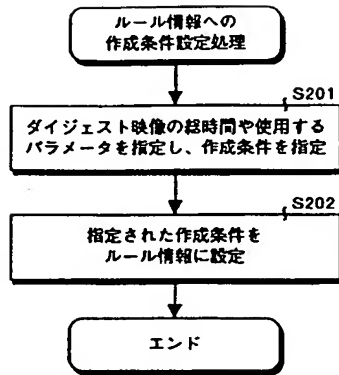 ルール情報への
作成条件設定処理
S201
ダイジェスト映像の総時間や使用する
パラメータを指定し、作成条件を指定
S202
指定された作成条件を
ルール情報に設定
エンド